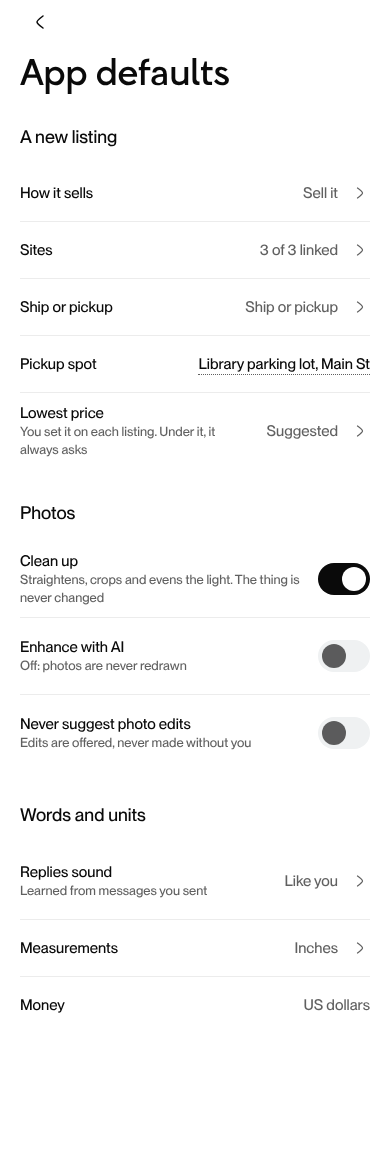 App defaults
A new listing
How it sells
Sell it
Sites
3 of 3 linked
Ship or pickup
Ship or pickup
Pickup spot
Library parking lot, Main St
Lowest price
You set it on each listing. Under it, it
always asks
Suggested
Photos
Clean up
Straightens, crops and evens the light. The thing is
never changed
Enhance with AI
Off: photos are never redrawn
Never suggest photo edits
Edits are offered, never made without you
Words and units
Replies sound
Learned from messages you sent
Like you
Measurements
Inches
Money
US dollars